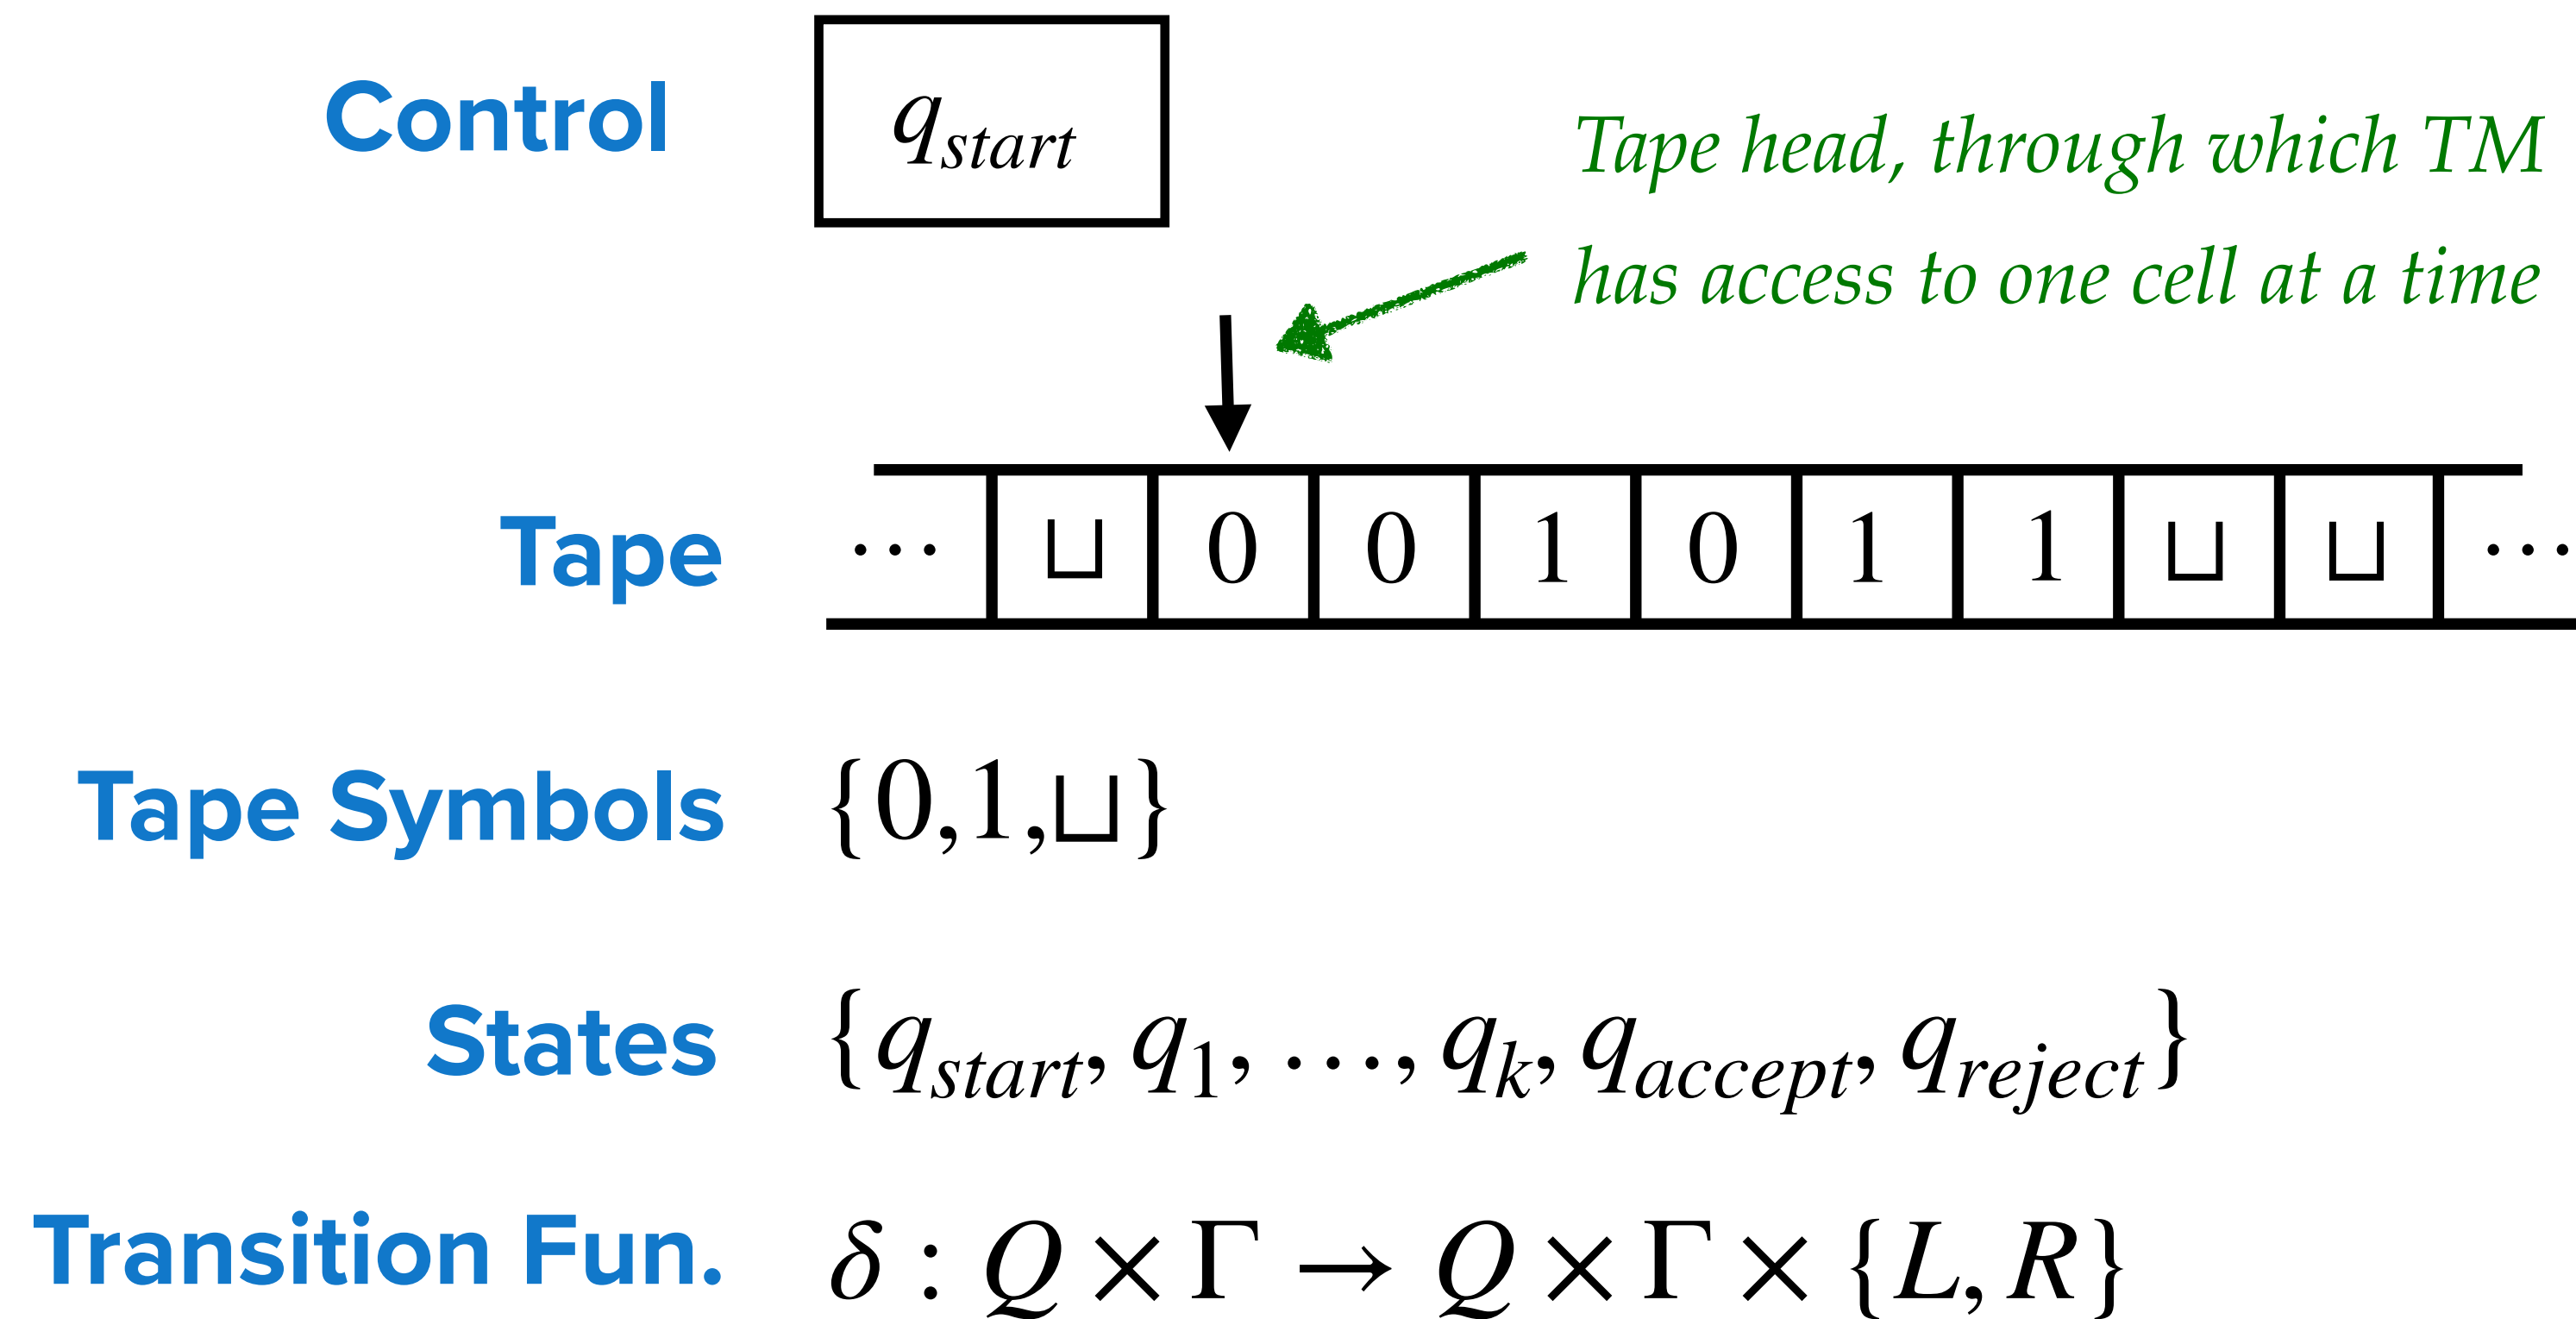 Control q_start
Tape head, through which TM
has access to one cell at a time
Tape ··· ⊔ 0 0 1 0 1 1 ⊔ ⊔ ···
Tape Symbols {0,1,⊔}
States {q_start, q_1, …, q_k, q_accept, q_reject}
Transition Fun. δ : Q × Γ → Q × Γ × {L, R}